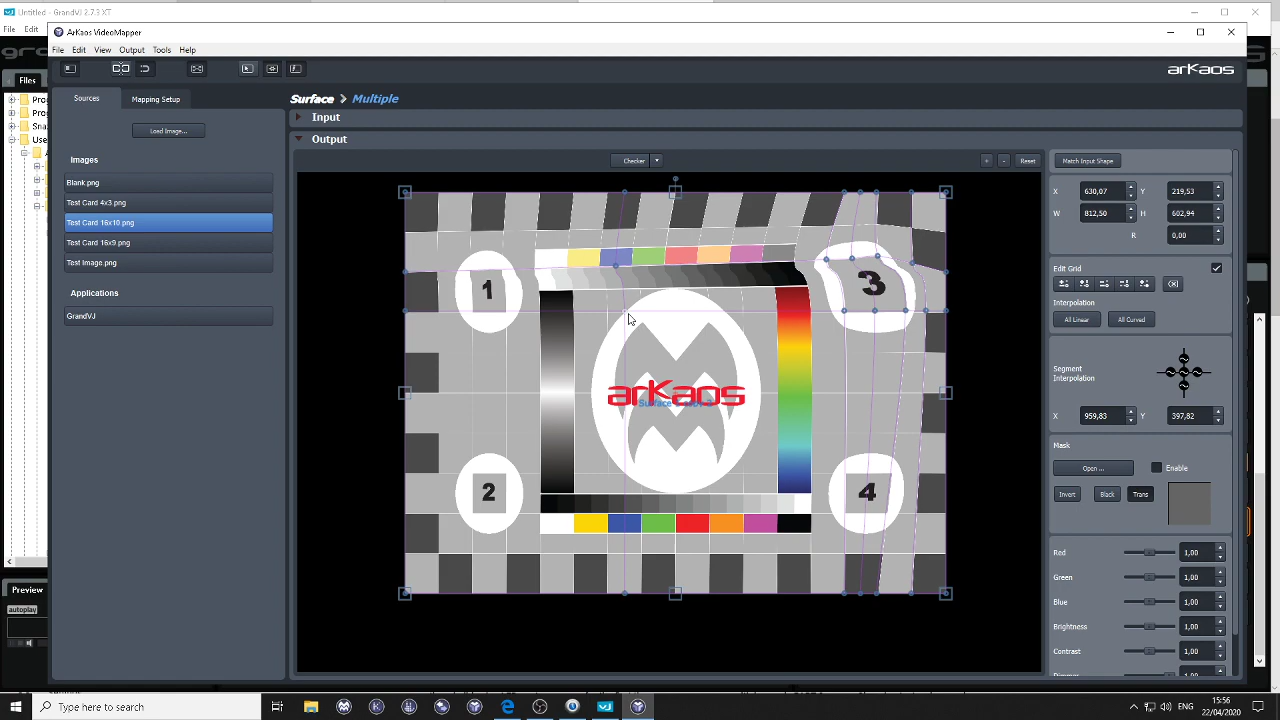 Untitled - GrandVJ 2.7.3 XT
File Edit
ArKaos VideoMapper
File Edit View Output Tools Help
arkaos
Files
Sources
Mapping Setup
Surface > Multiple
Input
Load Image...
Output
Images
Checker
+
-
Reset
Match Input Shape
Blank.png
Test Card 4x3.png
Test Card 16x10.png
Test Card 16x9.png
Test Image.png
Applications
GrandVJ
X 630,07 Y 219,53
W 812,50 H 602,94
R 0,00
Edit Grid
Interpolation
All Linear
All Curved
Segment
Interpolation
X 959,83 Y 397,82
Mask
Open ...
Enable
Invert
Black
Trans
Red 1,00
Green 1,00
Blue 1,00
Brightness 1,00
Contrast 1,00
1
3
arkaos
2
4
Preview
autoplay
Type here to search
15:56
22/04/2020